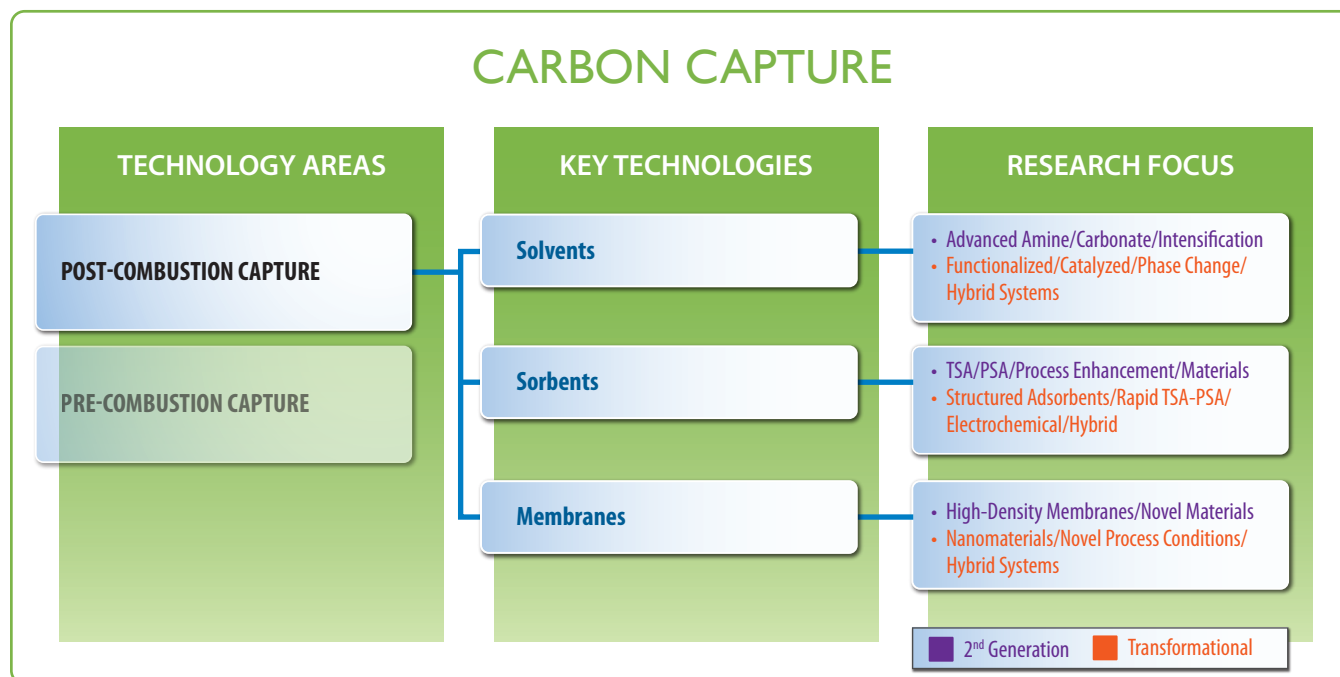 CARBON CAPTURE
TECHNOLOGY AREAS
POST-COMBUSTION CAPTURE
PRE-COMBUSTION CAPTURE
KEY TECHNOLOGIES
Solvents
Sorbents
Membranes
RESEARCH FOCUS
• Advanced Amine/Carbonate/Intensification
• Functionalized/Catalyzed/Phase Change/
Hybrid Systems
• TSA/PSA/Process Enhancement/Materials
• Structured Adsorbents/Rapid TSA-PSA/
Electrochemical/Hybrid
• High-Density Membranes/Novel Materials
• Nanomaterials/Novel Process Conditions/
Hybrid Systems
2nd Generation
Transformational